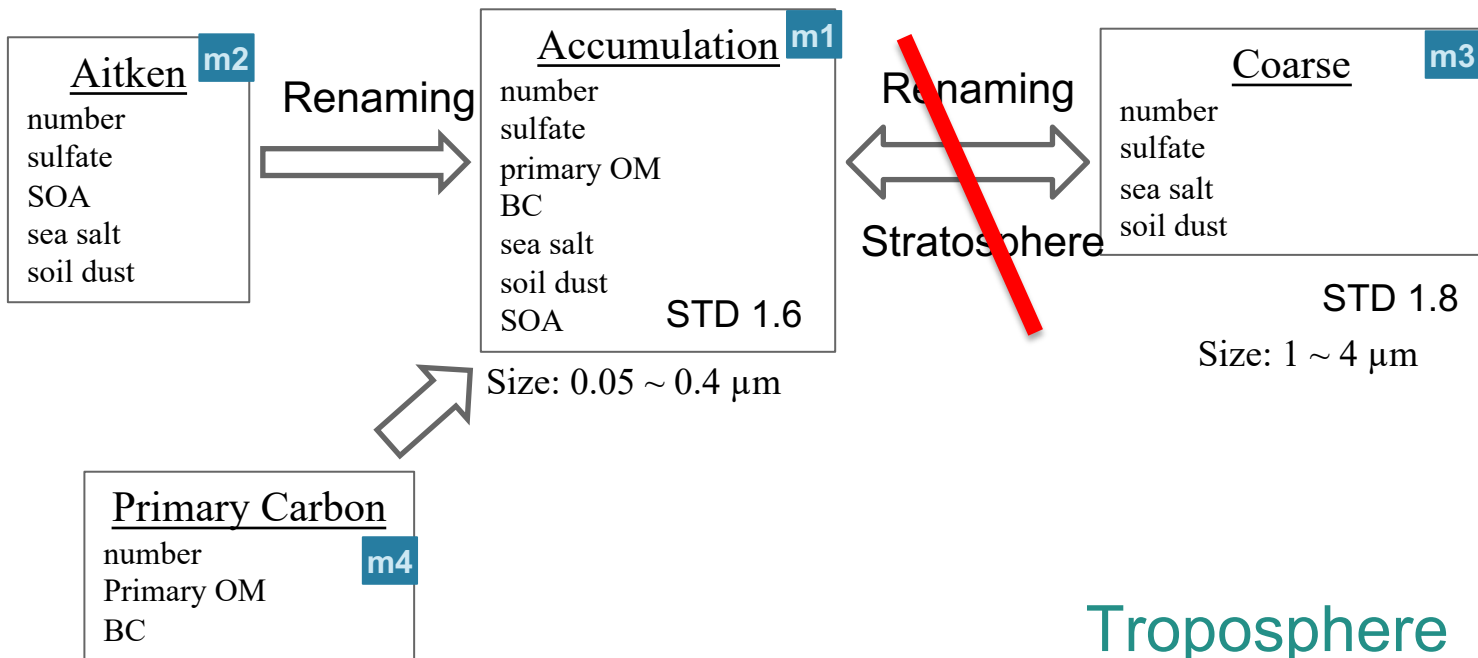 Aitken
m2
number
sulfate
SOA
sea salt
soil dust
Renaming
Accumulation
m1
number
sulfate
primary OM
BC
sea salt
soil dust
SOA
STD 1.6
Size: 0.05 ~ 0.4 µm
Renaming
Stratosphere
Coarse
m3
number
sulfate
sea salt
soil dust
STD 1.8
Size: 1 ~ 4 µm
Primary Carbon
m4
number
Primary OM
BC
Troposphere